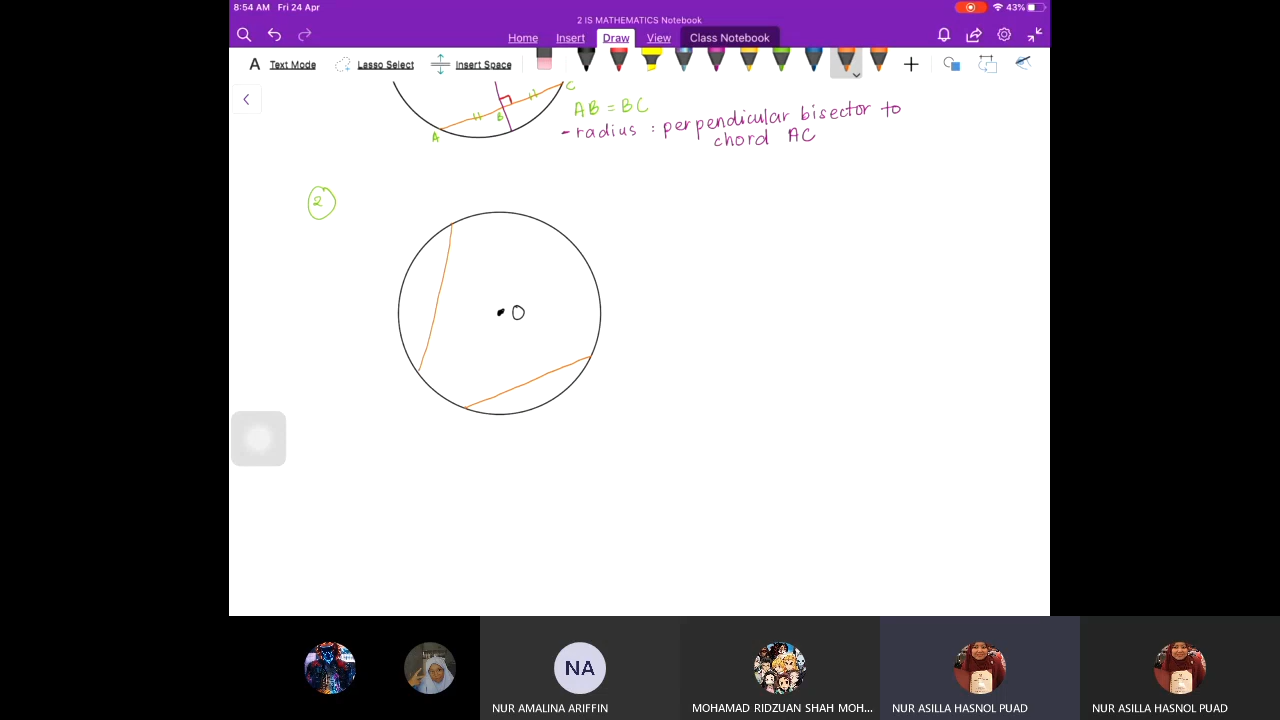 8:54 AM Fri 24 Apr
43%
2 IS MATHEMATICS Notebook
Home Insert Draw View Class Notebook
A Text Mode Lasso Select Insert Space
C
AB = BC
B
A
- radius : perpendicular bisector to
chord AC
2
O
NA
NUR AMALINA ARIFFIN
MOHAMAD RIDZUAN SHAH MOH...
NUR ASILLA HASNOL PUAD
NUR ASILLA HASNOL PUAD